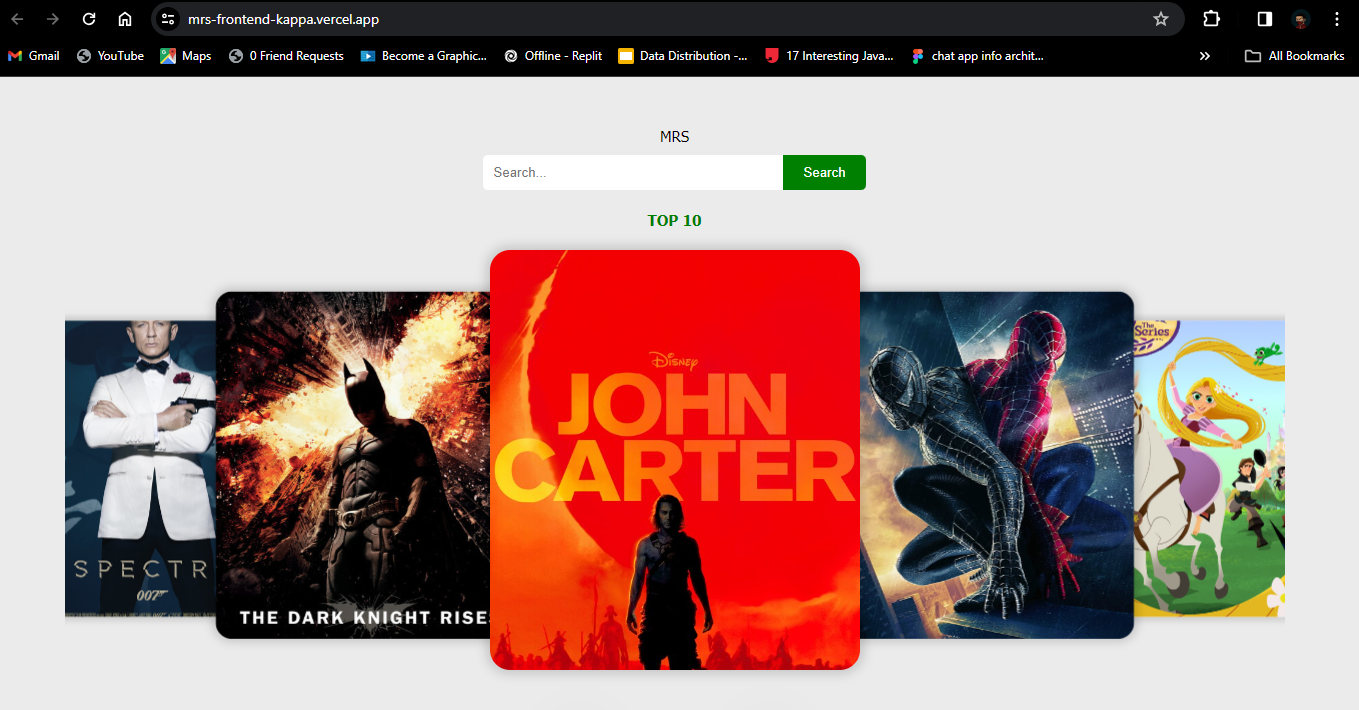 mrs-frontend-kappa.vercel.app
Gmail
YouTube
Maps
0 Friend Requests
Become a Graphic...
Offline - Replit
Data Distribution -...
17 Interesting Java...
chat app info archit...
All Bookmarks
MRS
Search...
Search
TOP 10
Disney
JOHN
CARTER
SPECTR
007
THE DARK KNIGHT RISES
The
Series